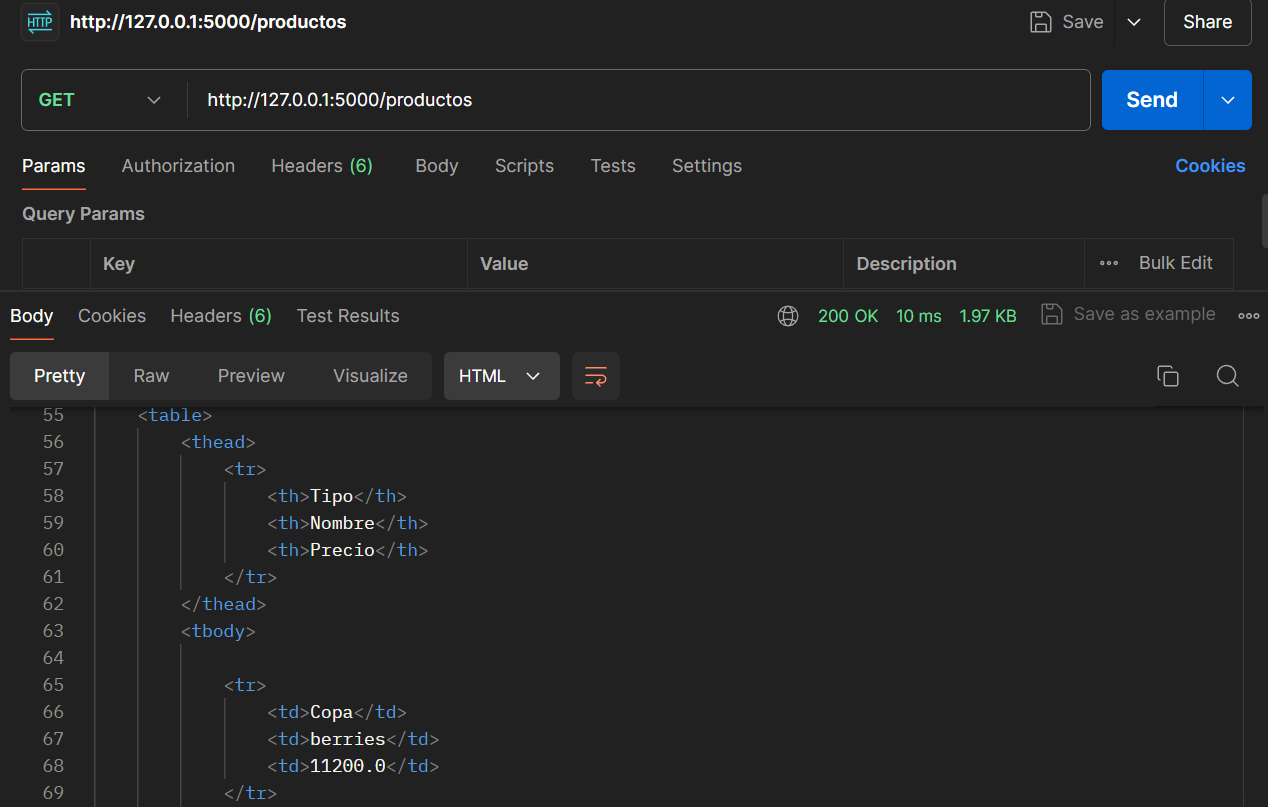 HTTP http://127.0.0.1:5000/productos Save Share
GET http://127.0.0.1:5000/productos Send
Params Authorization Headers (6) Body Scripts Tests Settings Cookies
Query Params
Key Value Description Bulk Edit
Body Cookies Headers (6) Test Results 200 OK 10 ms 1.97 KB Save as example
Pretty Raw Preview Visualize HTML
55 <table>
56 <thead>
57 <tr>
58 <th>Tipo</th>
59 <th>Nombre</th>
60 <th>Precio</th>
61 </tr>
62 </thead>
63 <tbody>
64
65 <tr>
66 <td>Copa</td>
67 <td>berries</td>
68 <td>11200.0</td>
69 </tr>